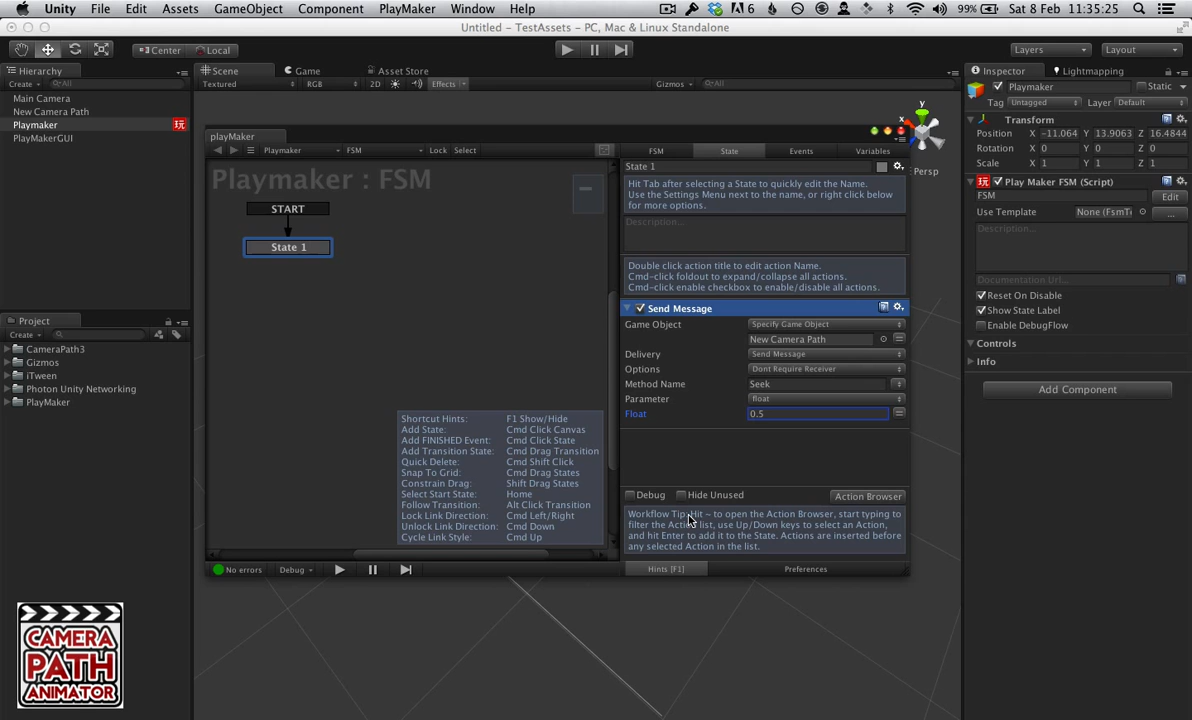 Unity File Edit Assets GameObject Component PlayMaker Window Help 6 99% Sat 8 Feb 11:35:25
Untitled - TestAssets - PC, Mac & Linux Standalone
Center Local Layers Layout
Hierarchy
Create All
Main Camera
New Camera Path
Playmaker
PlayMakerGUI
Project
Create
CameraPath3
Gizmos
iTween
Photon Unity Networking
PlayMaker
CAMERA
PATH
ANIMATOR
Scene Game Asset Store
Textured RGB 2D Effects Gizmos All
y
x
Persp
playMaker
Playmaker FSM Lock Select
Playmaker : FSM
START
State 1
Shortcut Hints: F1 Show/Hide
Add State: Cmd Click Canvas
Add FINISHED Event: Cmd Click State
Add Transition State: Cmd Drag Transition
Quick Delete: Cmd Shift Click
Snap To Grid: Cmd Drag States
Constrain Drag: Shift Drag States
Select Start State: Home
Follow Transition: Alt Click Transition
Lock Link Direction: Cmd Left/Right
Unlock Link Direction: Cmd Down
Cycle Link Style: Cmd Up
No errors Debug
FSM State Events Variables
State 1
Hit Tab after selecting a State to quickly edit the Name.
Use the Settings Menu next to the name, or right click below
for more options.
Description...
Double click action title to edit action Name.
Cmd-click foldout to expand/collapse all actions.
Cmd-click enable checkbox to enable/disable all actions.
Send Message
Game Object Specify Game Object
New Camera Path
Delivery Send Message
Options Dont Require Receiver
Method Name Seek
Parameter float
Float 0.5
Debug Hide Unused Action Browser
Workflow Tip: Hit ~ to open the Action Browser, start typing to
filter the Action list, use Up/Down keys to select an Action,
and hit Enter to add it to the State. Actions are inserted before
any selected Action in the list.
Hints [F1] Preferences
Inspector Lightmapping
Playmaker Static
Tag Untagged Layer Default
Transform
Position X -11.064 Y 13.9063 Z 16.4844
Rotation X 0 Y 0 Z 0
Scale X 1 Y 1 Z 1
玩 Play Maker FSM (Script)
FSM Edit
Use Template None (FsmTe ...
Description...
Documentation Url...
Reset On Disable
Show State Label
Enable DebugFlow
Controls
Info
Add Component